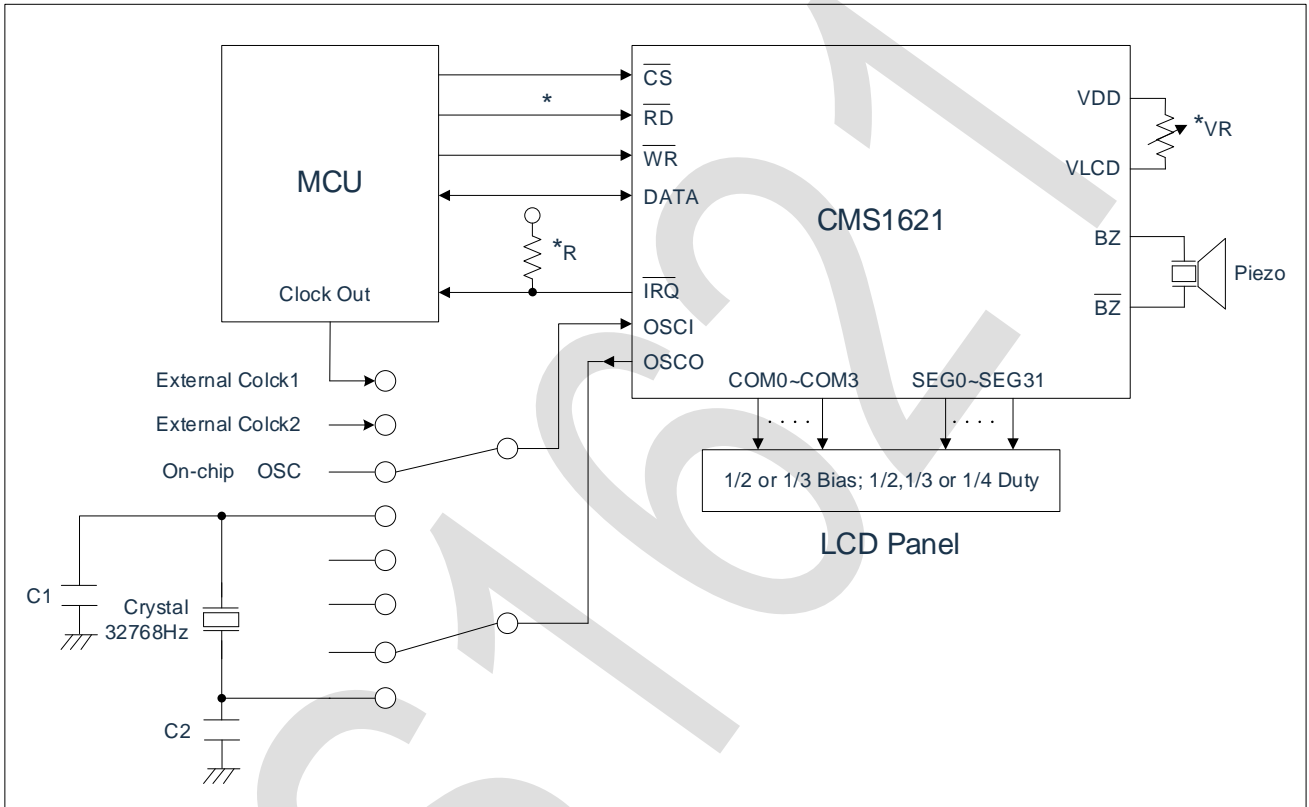 MCU
Clock Out
CS
*
RD
WR
DATA
*R
IRQ
OSCI
OSCO
CMS1621
VDD
*VR
VLCD
BZ
Piezo
BZ
COM0~COM3 SEG0~SEG31
. . . . . . . .
1/2 or 1/3 Bias; 1/2,1/3 or 1/4 Duty
LCD Panel
External Colck1
External Colck2
On-chip OSC
C1
Crystal
32768Hz
C2